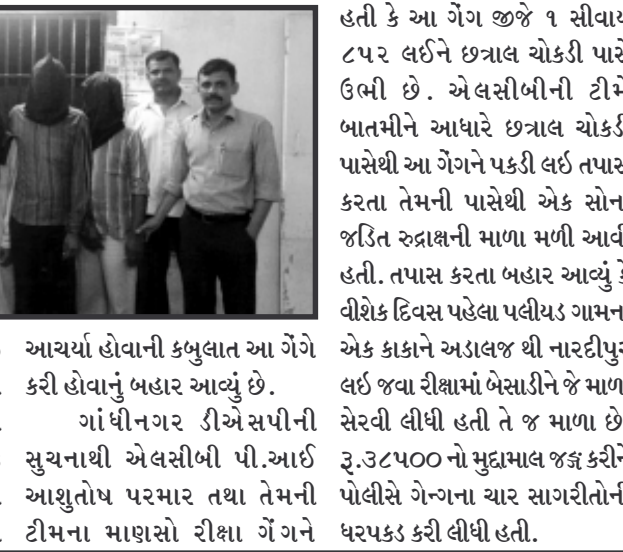 આચર્યા હોવાની કબુલાત આ ગેંગે
કરી હોવાનું બહાર આવ્યું છે.
ગાંધીનગર ડીએસપીની
સુચનાથી એલસીબી પી.આઈ
આશુતોષ પરમાર તથા તેમની
ટીમના માણસો રીક્ષા ગેંગને
હતી કે આ ગેંગ જીજે ૧ સીવાય
૮૫૨ લઈને છત્રાલ ચોકડી પાસે
ઉભી છે. એલસીબીની ટીમે
બાતમીને આધારે છત્રાલ ચોકડી
પાસેથી આ ગેંગને પકડી લઇ તપાસ
કરતા તેમની પાસેથી એક સોના
જડિત રુદ્રાક્ષની માળા મળી આવી
હતી. તપાસ કરતા બહાર આવ્યું કે
વીશેક દિવસ પહેલા પલીયડ ગામના
એક કાકાને અડાલજ થી નારદીપુર
લઇ જવા રીક્ષામાં બેસાડીને જે માળા
સેરવી લીધી હતી તે જ માળા છે.
રૂ.૩૮૫૦૦ નો મુદ્દામાલ જપ્ત કરીને
પોલીસે ગેન્ગના ચાર સાગરીતોની
ધરપકડ કરી લીધી હતી.